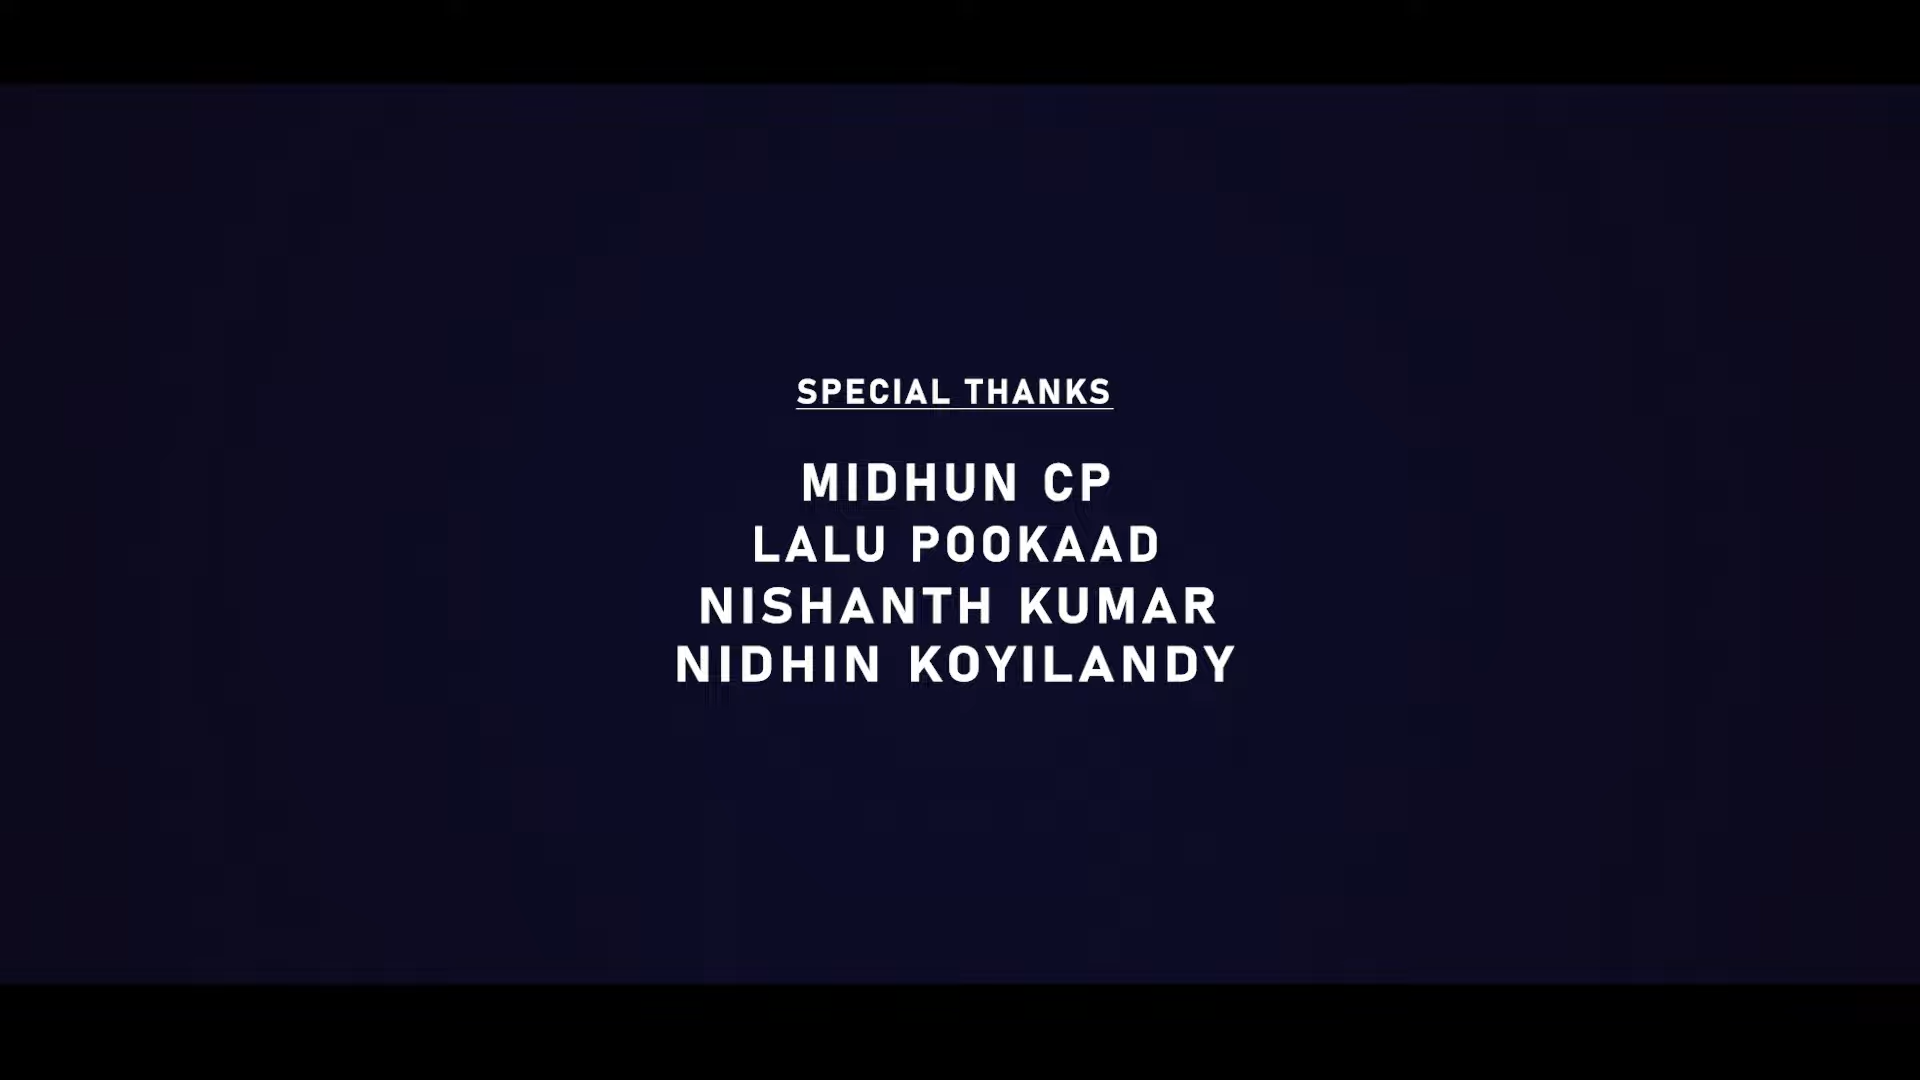 SPECIAL THANKS
MIDHUN CP
LALU POOKAAD
NISHANTH KUMAR
NIDHIN KOYILANDY